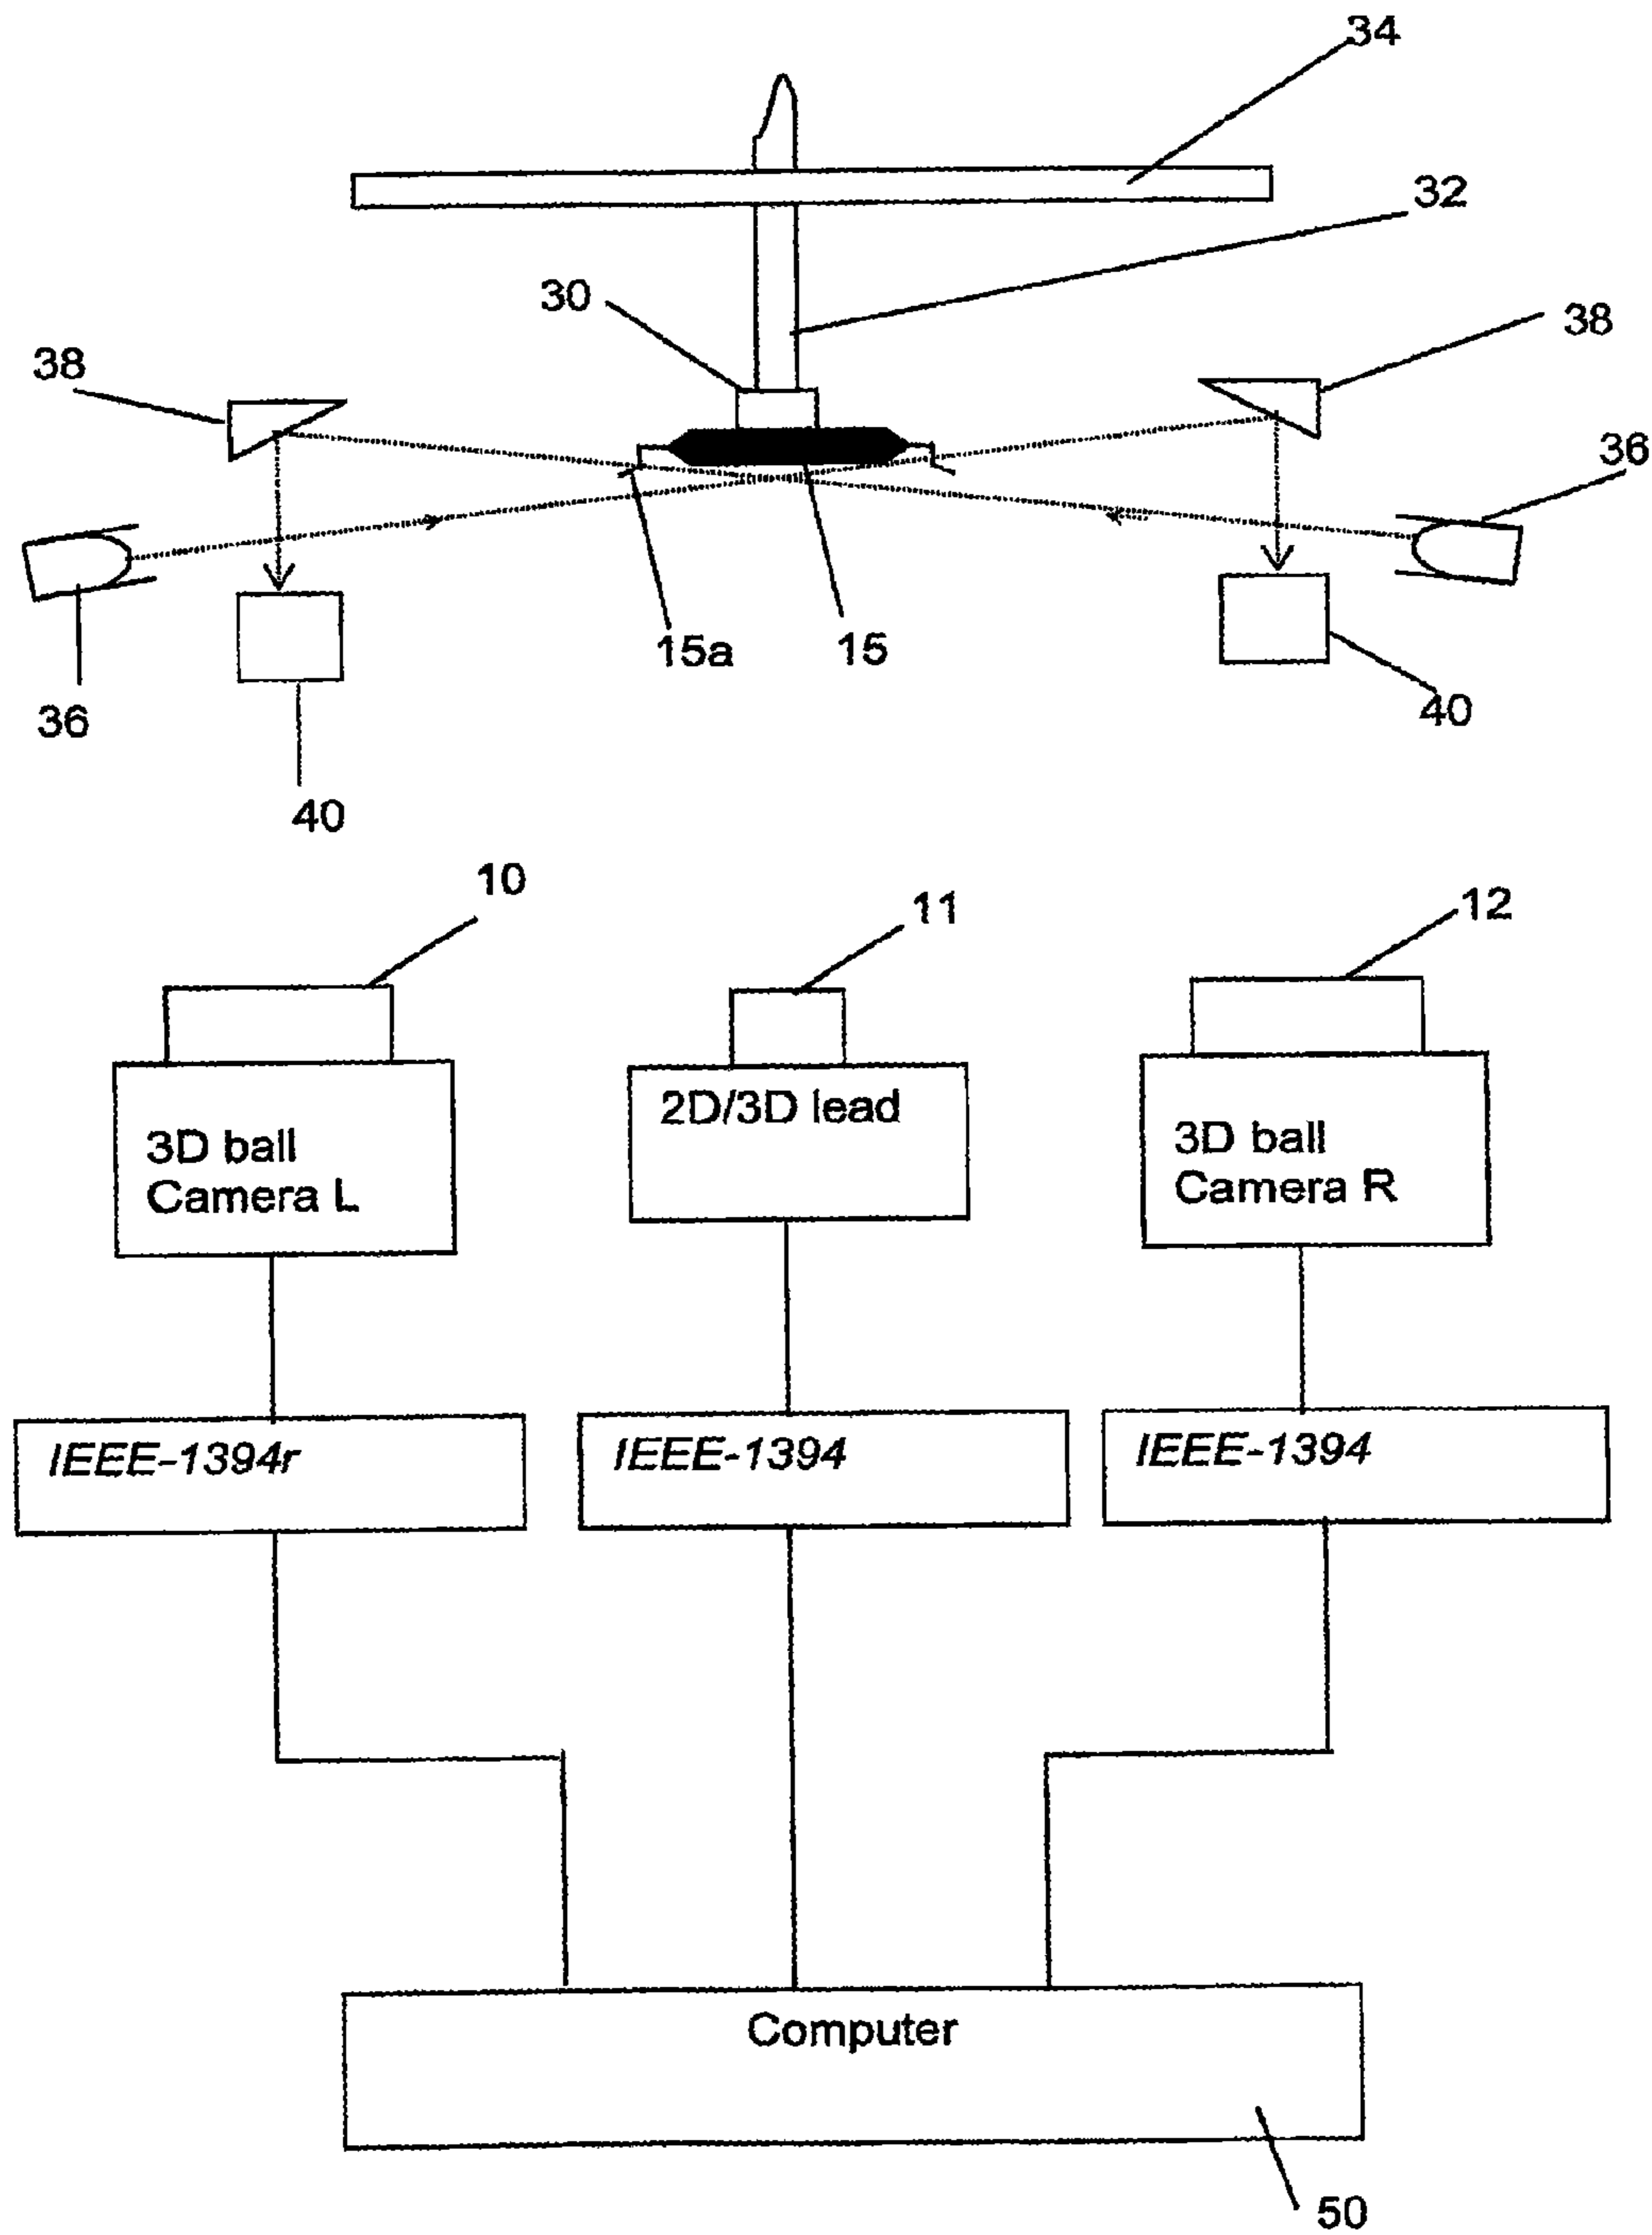 34
32
30
38
38
36
15a
15
36
40
40
10
11
12
3D ball
Camera L
2D/3D lead
3D ball
Camera R
IEEE-1394r
IEEE-1394
IEEE-1394
Computer
50